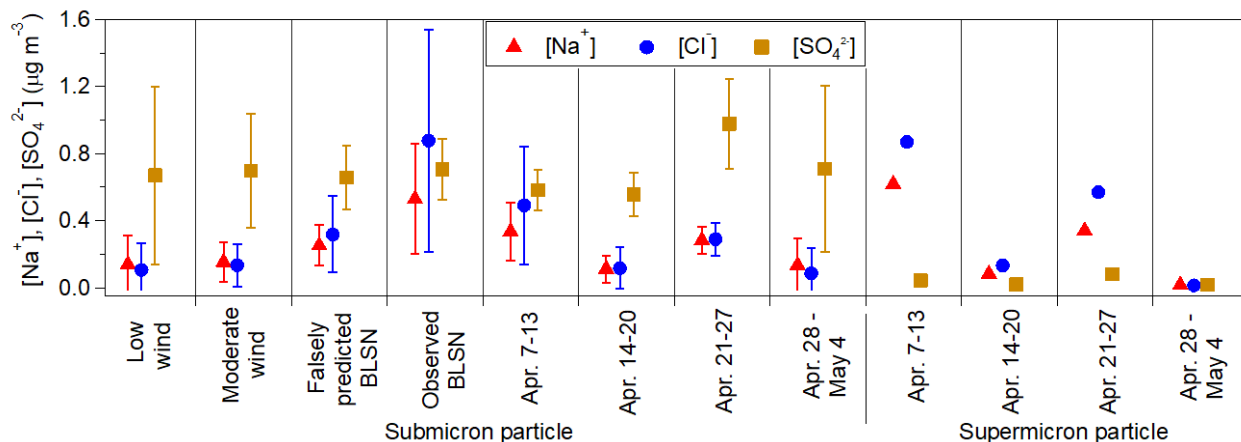 [Na⁺], [Cl⁻], [SO₄²⁻] (μg m⁻³)
1.6
1.2
0.8
0.4
0.0
[Na⁺] [Cl⁻] [SO₄²⁻]
Low
wind
Moderate
wind
Falsely
predicted
BLSN
Observed
BLSN
Apr. 7-13
Apr. 14-20
Apr. 21-27
Apr. 28 -
May 4
Apr. 7-13
Apr. 14-20
Apr. 21-27
Apr. 28 -
May 4
Submicron particle
Supermicron particle